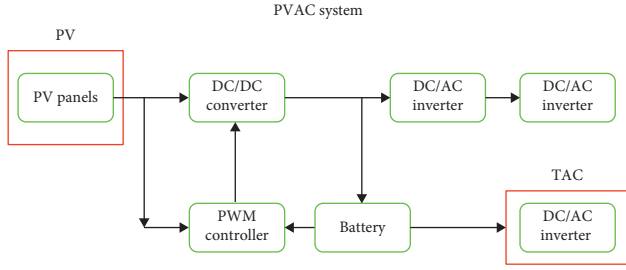 PVAC system
PV
PV panels
DC/DC
converter
DC/AC
inverter
DC/AC
inverter
TAC
PWM
controller
Battery
DC/AC
inverter